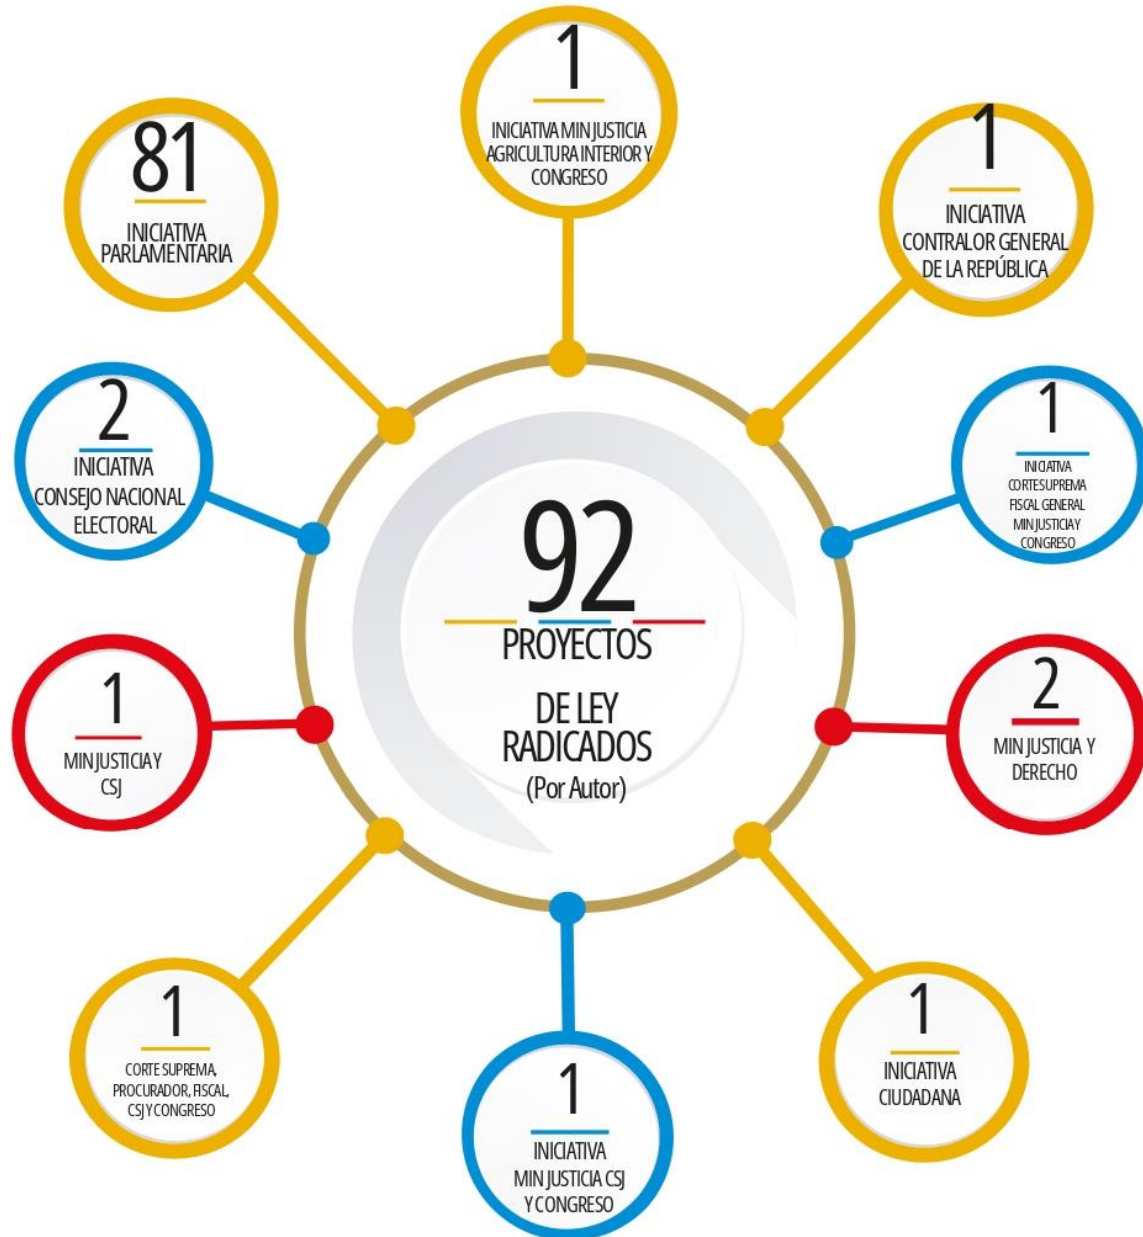 1
INICIATIVA MIN JUSTICIA
AGRICULTURA INTERIOR Y
CONGRESO
81
INICIATIVA
PARLAMENTARIA
1
INICIATIVA
CONTRALOR GENERAL
DE LA REPÚBLICA
2
INICIATIVA
CONSEJO NACIONAL
ELECTORAL
1
INICIATIVA
CORTE SUPREMA
FISCAL GENERAL
MIN JUSTICIA Y
CONGRESO
92
PROYECTOS
DE LEY
RADICADOS
(Por Autor)
1
MIN JUSTICIA Y
CSJ
2
MIN JUSTICIA Y
DERECHO
1
CORTE SUPREMA,
PROCURADOR, FISCAL,
CSJ Y CONGRESO
1
INICIATIVA
MIN JUSTICIA CSJ
Y CONGRESO
1
INICIATIVA
CIUDADANA